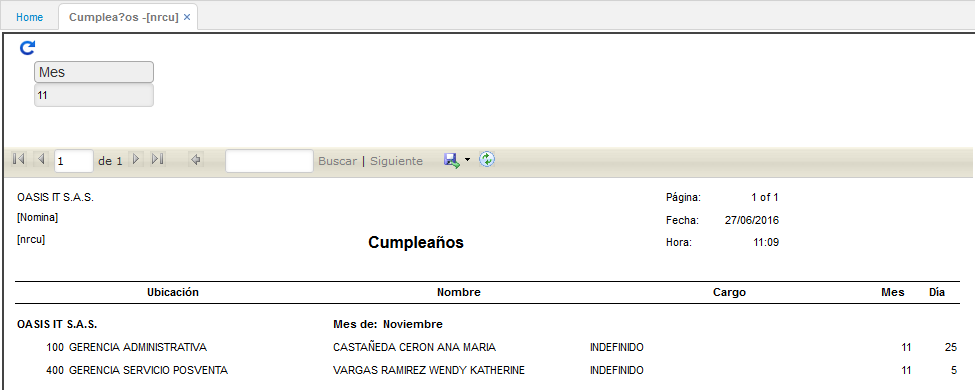 Home Cumplea?os -[nrcu] ×
Mes
11
1 de 1 Buscar | Siguiente
OASIS IT S.A.S. Página: 1 of 1
[Nomina] Fecha: 27/06/2016
[nrcu] Cumpleaños Hora: 11:09
Ubicación Nombre Cargo Mes Día
OASIS IT S.A.S. Mes de: Noviembre
100 GERENCIA ADMINISTRATIVA CASTAÑEDA CERON ANA MARIA INDEFINIDO 11 25
400 GERENCIA SERVICIO POSVENTA VARGAS RAMIREZ WENDY KATHERINE INDEFINIDO 11 5